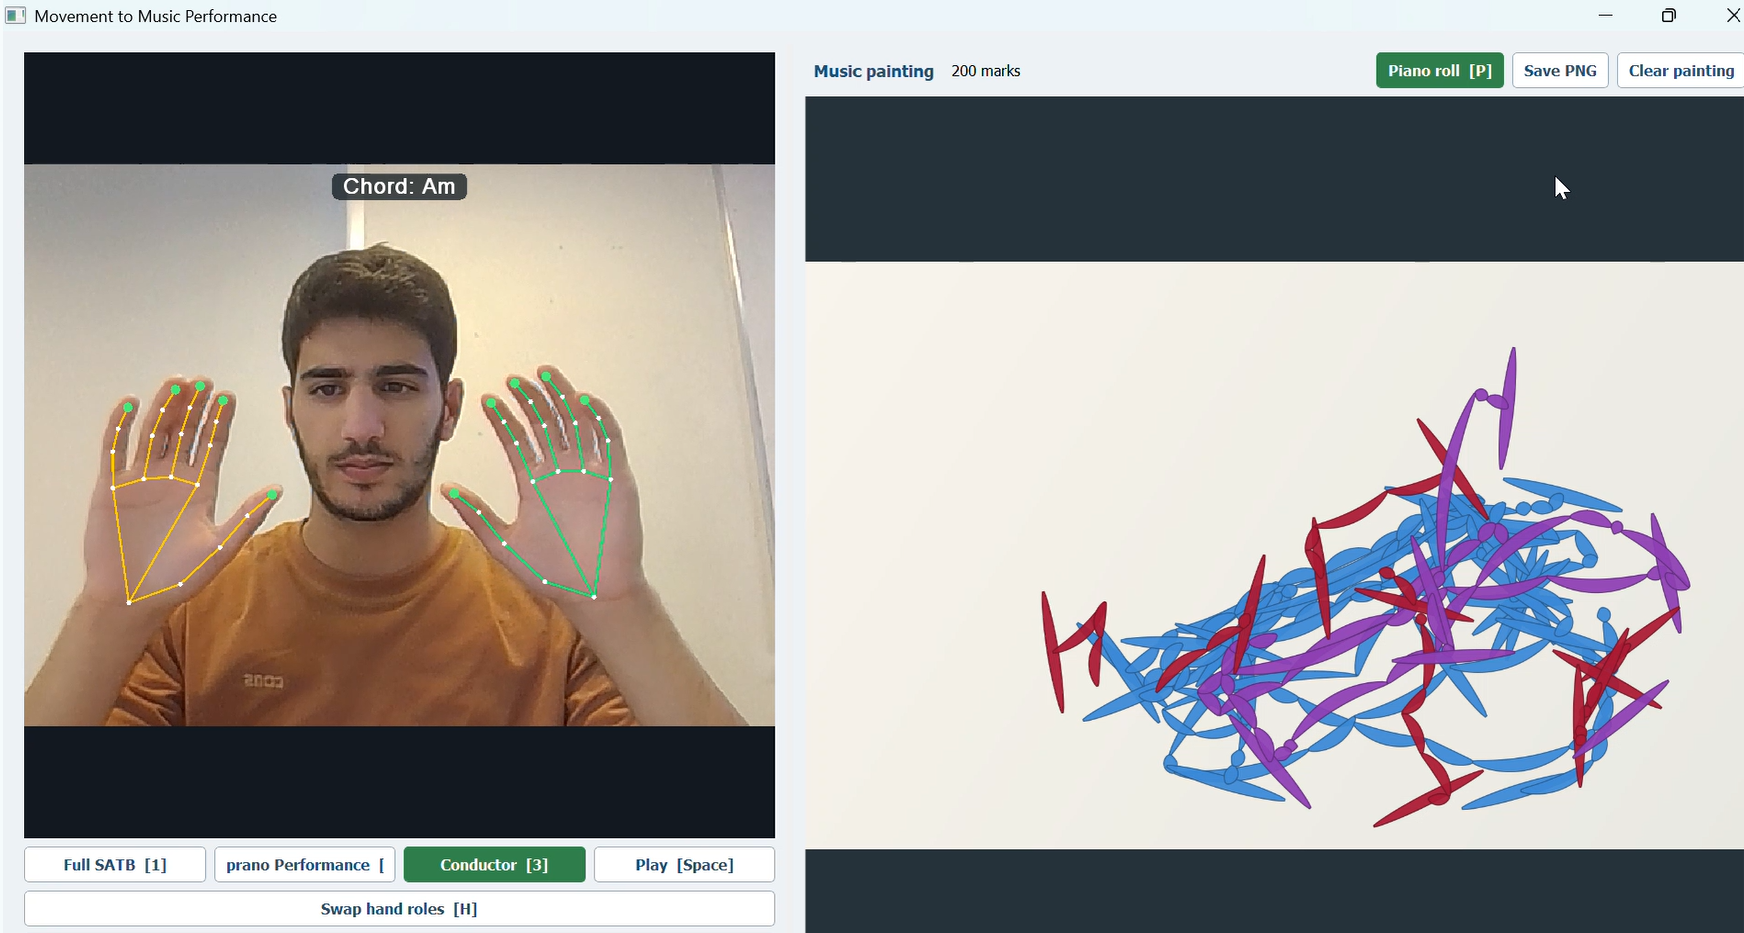 Movement to Music Performance
Music painting 200 marks Piano roll [P] Save PNG Clear painting
Chord: Am
Full SATB [1] prano Performance [ Conductor [3] Play [Space]
Swap hand roles [H]